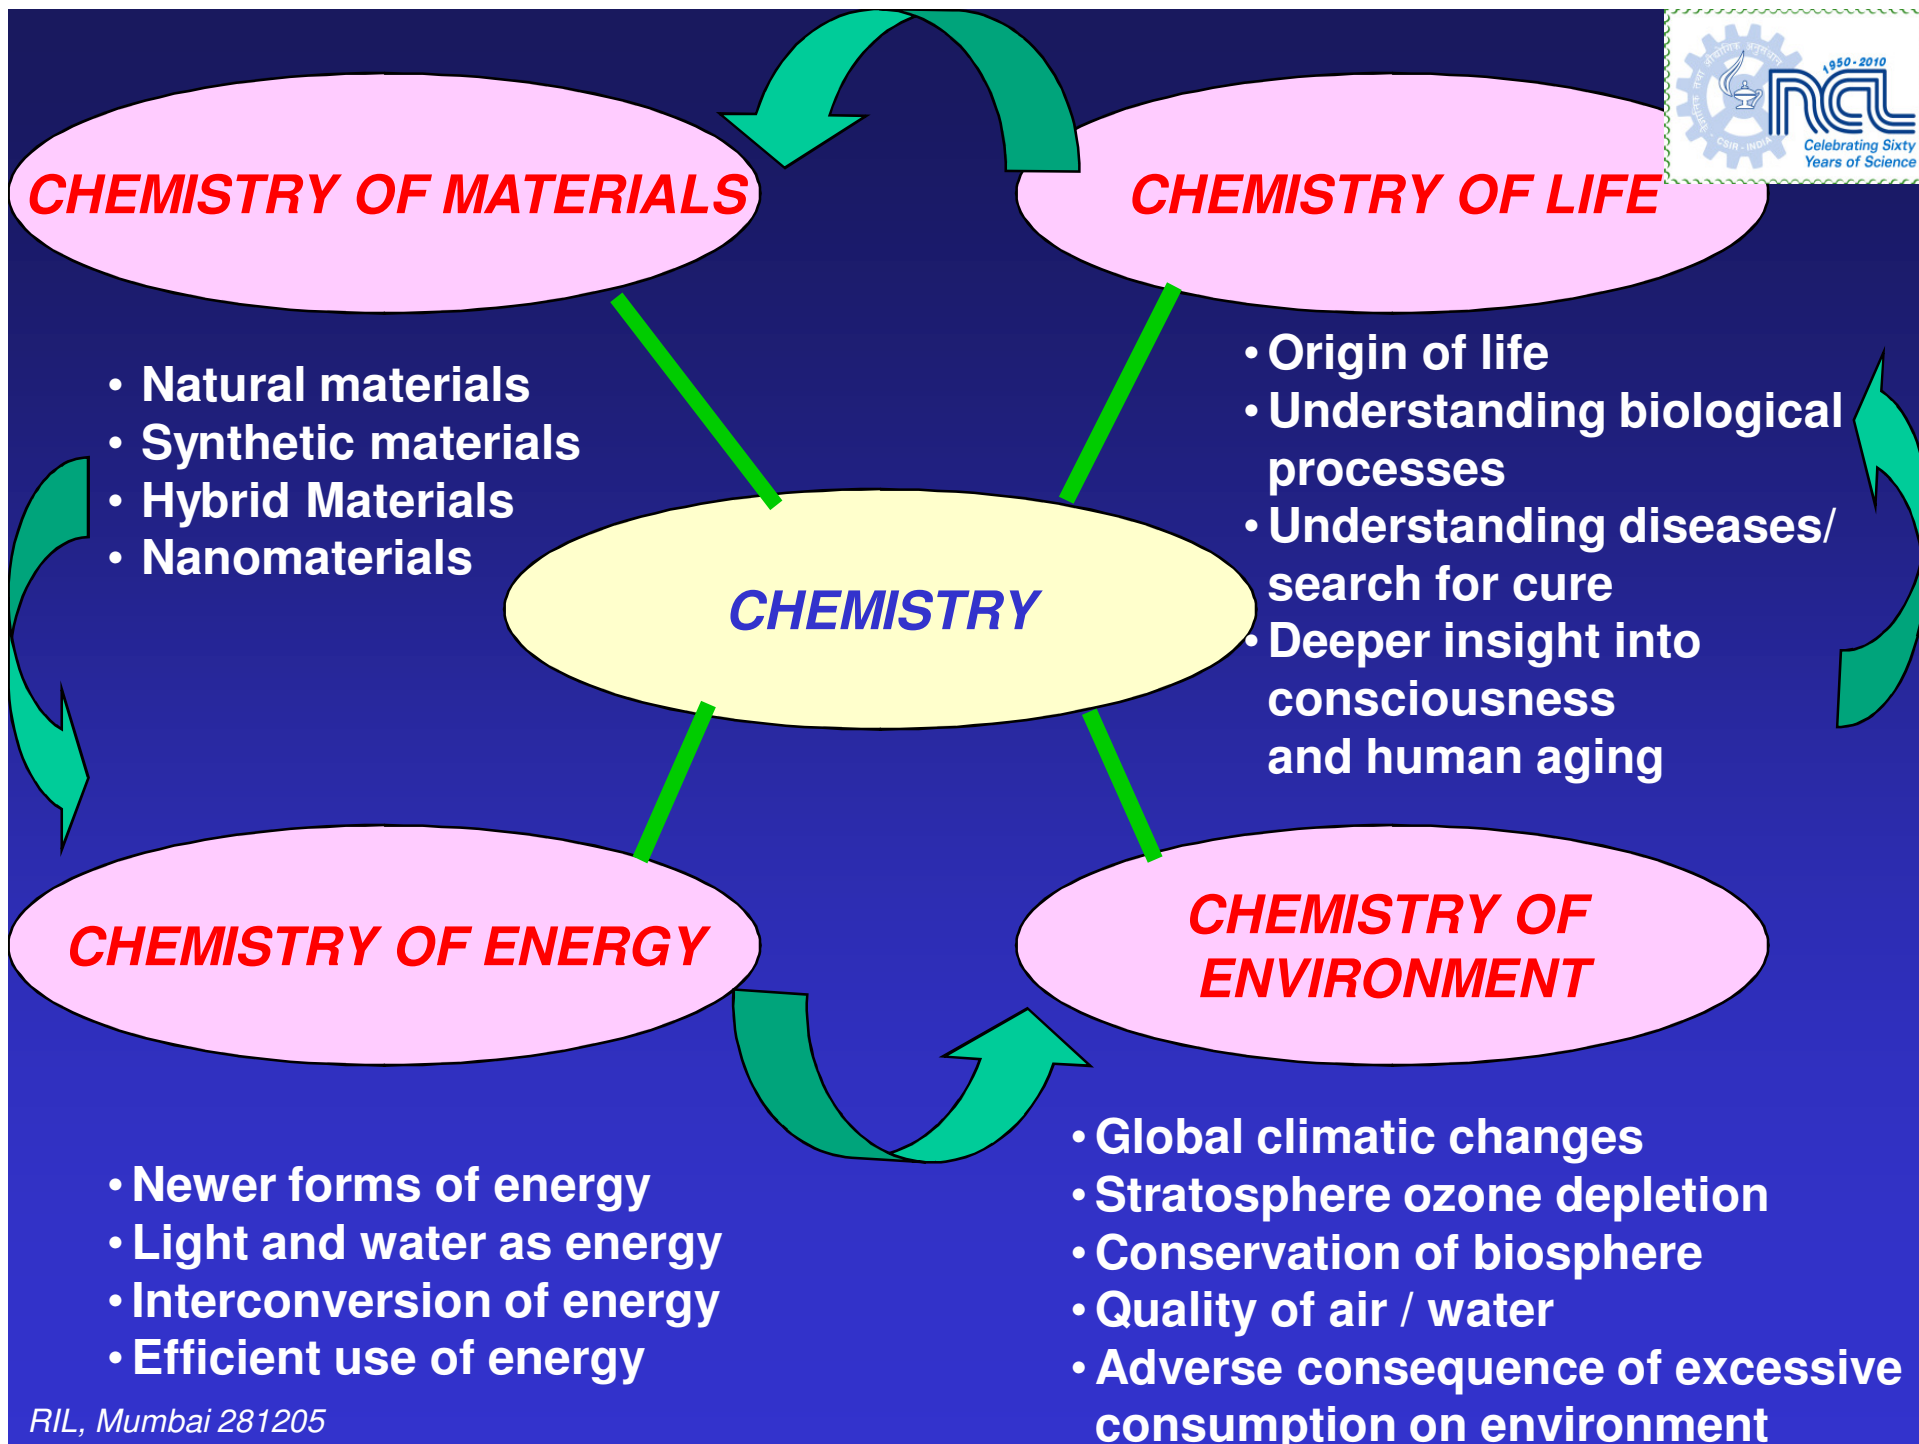 1950 - 2010
NCL
CSIR - INDIA
Celebrating Sixty
Years of Science
CHEMISTRY OF MATERIALS
CHEMISTRY OF LIFE
• Natural materials
• Synthetic materials
• Hybrid Materials
• Nanomaterials
• Origin of life
• Understanding biological
processes
• Understanding diseases/
search for cure
• Deeper insight into
consciousness
and human aging
CHEMISTRY
CHEMISTRY OF ENERGY
CHEMISTRY OF
ENVIRONMENT
• Newer forms of energy
• Light and water as energy
• Interconversion of energy
• Efficient use of energy
• Global climatic changes
• Stratosphere ozone depletion
• Conservation of biosphere
• Quality of air / water
• Adverse consequence of excessive
consumption on environment
RIL, Mumbai 281205